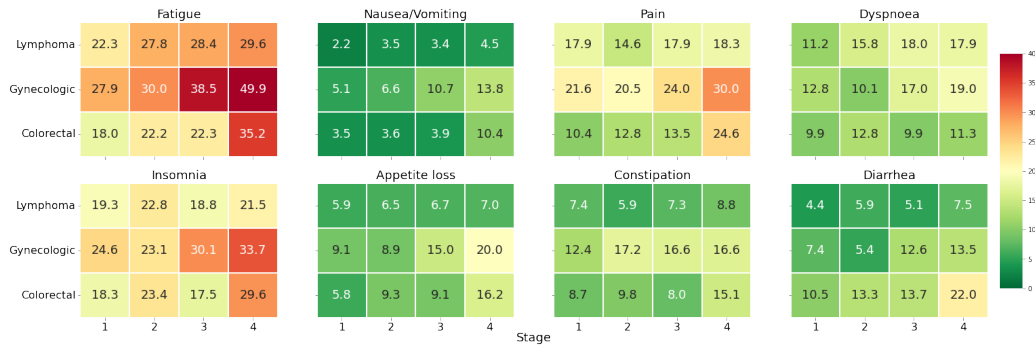 Fatigue Nausea/Vomiting Pain Dyspnoea
Lymphoma 22.3 27.8 28.4 29.6 2.2 3.5 3.4 4.5 17.9 14.6 17.9 18.3 11.2 15.8 18.0 17.9
Gynecologic 27.9 30.0 38.5 49.9 5.1 6.6 10.7 13.8 21.6 20.5 24.0 30.0 12.8 10.1 17.0 19.0
Colorectal 18.0 22.2 22.3 35.2 3.5 3.6 3.9 10.4 10.4 12.8 13.5 24.6 9.9 12.8 9.9 11.3
Insomnia Appetite loss Constipation Diarrhea
Lymphoma 19.3 22.8 18.8 21.5 5.9 6.5 6.7 7.0 7.4 5.9 7.3 8.8 4.4 5.9 5.1 7.5
Gynecologic 24.6 23.1 30.1 33.7 9.1 8.9 15.0 20.0 12.4 17.2 16.6 16.6 7.4 5.4 12.6 13.5
Colorectal 18.3 23.4 17.5 29.6 5.8 9.3 9.1 16.2 8.7 9.8 8.0 15.1 10.5 13.3 13.7 22.0
1 2 3 4 1 2 3 4 1 2 3 4 1 2 3 4
Stage
40
35
30
25
20
15
10
5
0